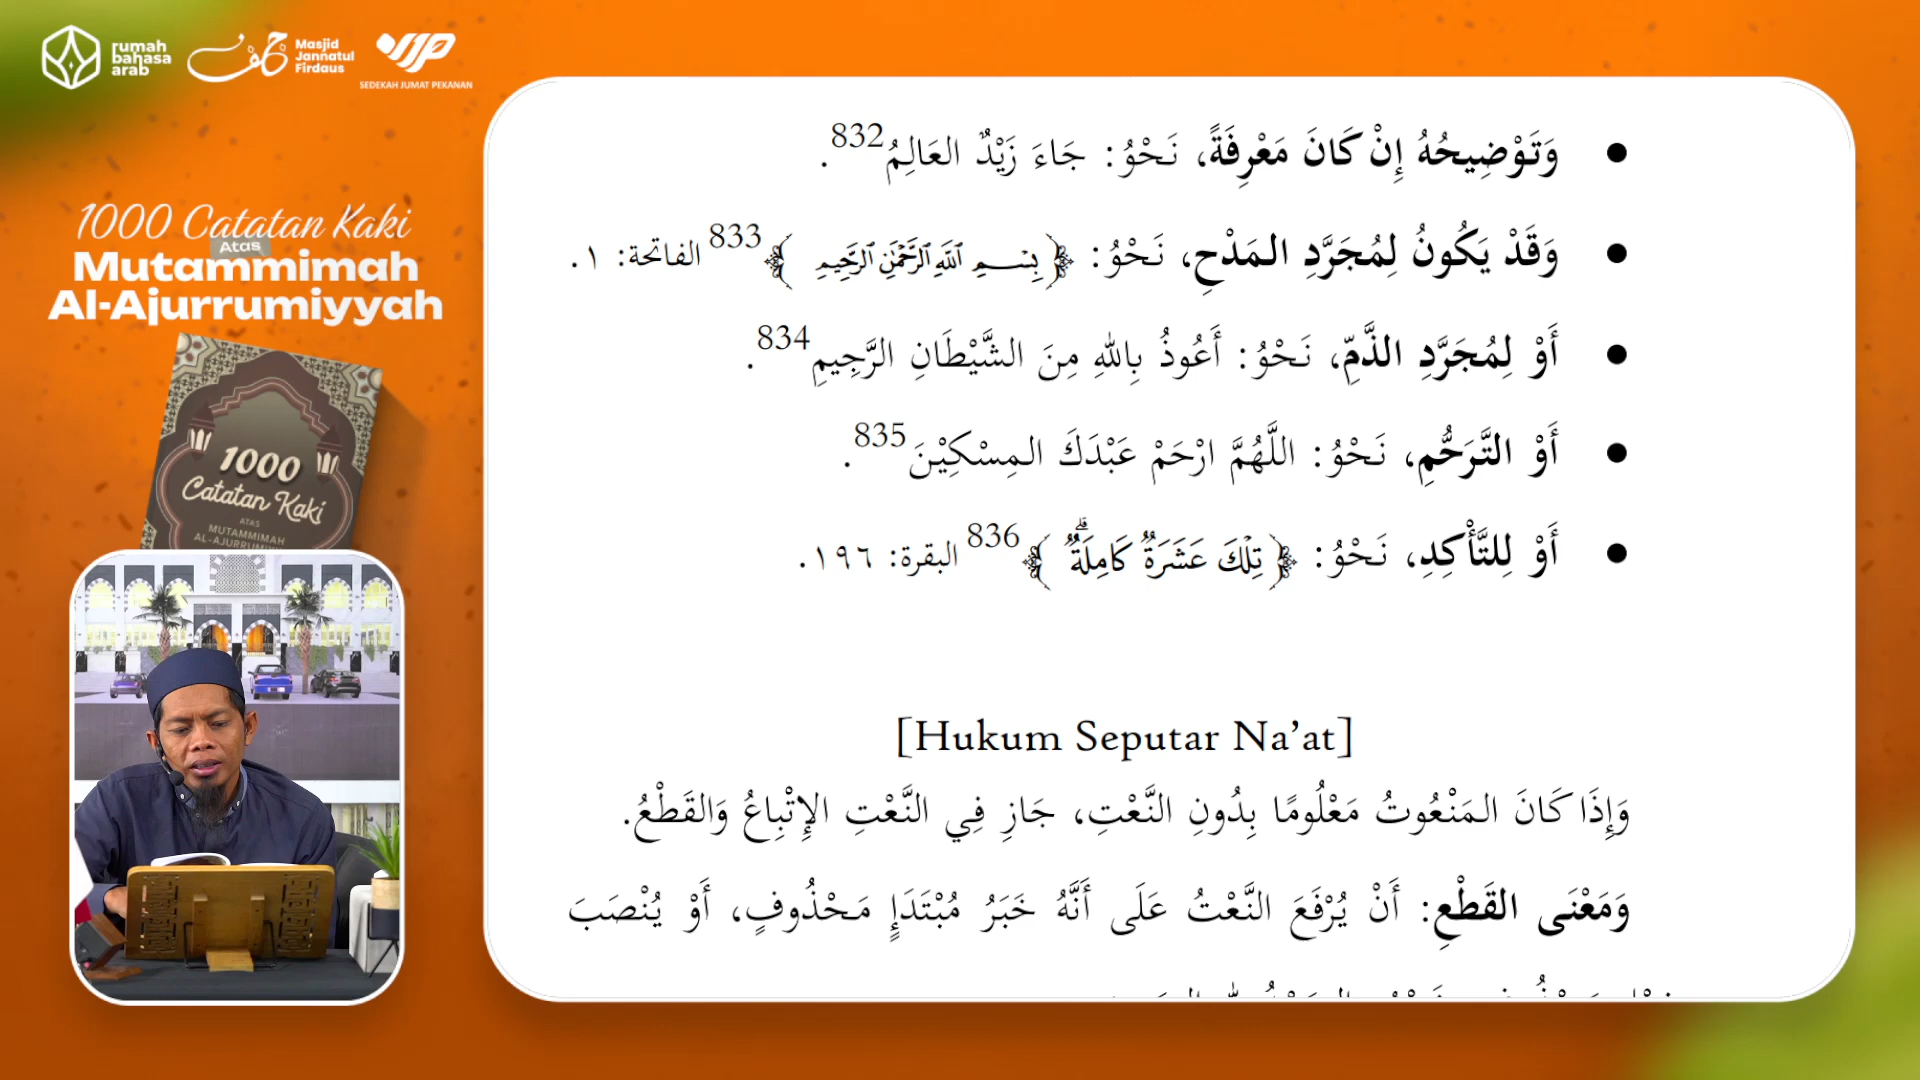 rumah
bahasa
arab
Masjid
Jannatul
Firdaus
SEDEKAH JUMAT PEKANAN
1000 Catatan Kaki
Atas
Mutammimah
Al-Ajurrumiyyah
1000
Catatan Kaki
ATAS
MUTAMMIMAH
• وَتَوْضِيحُهُ إِنْ كَانَ مَعْرِفَةً، نَحْوُ: جَاءَ زَيْدٌ العَالِمُ832.
• وَقَدْ يَكُونُ لِمُجَرَّدِ المَدْحِ، نَحْوُ: ﴿بِسْمِ ٱللَّهِ ٱلرَّحْمَٰنِ ٱلرَّحِيمِ﴾833 الفاتحة: ١.
• أَوْ لِمُجَرَّدِ الذَّمِّ، نَحْوُ: أَعُوذُ بِاللهِ مِنَ الشَّيْطَانِ الرَّجِيمِ834.
• أَوْ التَّرَحُّمِ، نَحْوُ: اللَّهُمَّ ارْحَمْ عَبْدَكَ المِسْكِيْنَ835.
• أَوْ لِلتَّأْكِدِ، نَحْوُ: ﴿تِلْكَ عَشَرَةٌ كَامِلَةٌ ۗ﴾836 البقرة: ١٩٦.
[Hukum Seputar Na’at]
وَإِذَا كَانَ المَنْعُوتُ مَعْلُومًا بِدُونِ النَّعْتِ، جَازِ فِي النَّعْتِ الإِتْبِاعُ وَالقَطْعُ.
وَمَعْنَى القَطْعِ: أَنْ يُرْفَعَ النَّعْتُ عَلَى أَنَّهُ خَبَرُ مُبْتَدَإٍ مَحْذُوفٍ، أَوْ يُنْصَبَ